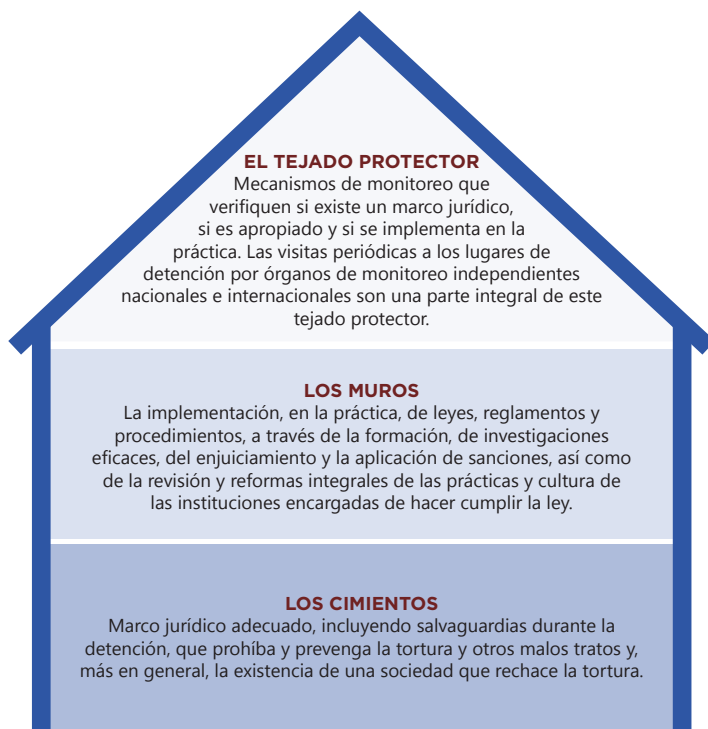 EL TEJADO PROTECTOR
Mecanismos de monitoreo que
verifiquen si existe un marco jurídico,
si es apropiado y si se implementa en la
práctica. Las visitas periódicas a los lugares de
detención por órganos de monitoreo independientes
nacionales e internacionales son una parte integral de este
tejado protector.
LOS MUROS
La implementación, en la práctica, de leyes, reglamentos y
procedimientos, a través de la formación, de investigaciones
eficaces, del enjuiciamiento y la aplicación de sanciones, así como
de la revisión y reformas integrales de las prácticas y cultura de
las instituciones encargadas de hacer cumplir la ley.
LOS CIMIENTOS
Marco jurídico adecuado, incluyendo salvaguardias durante la
detención, que prohíba y prevenga la tortura y otros malos tratos y,
más en general, la existencia de una sociedad que rechace la tortura.